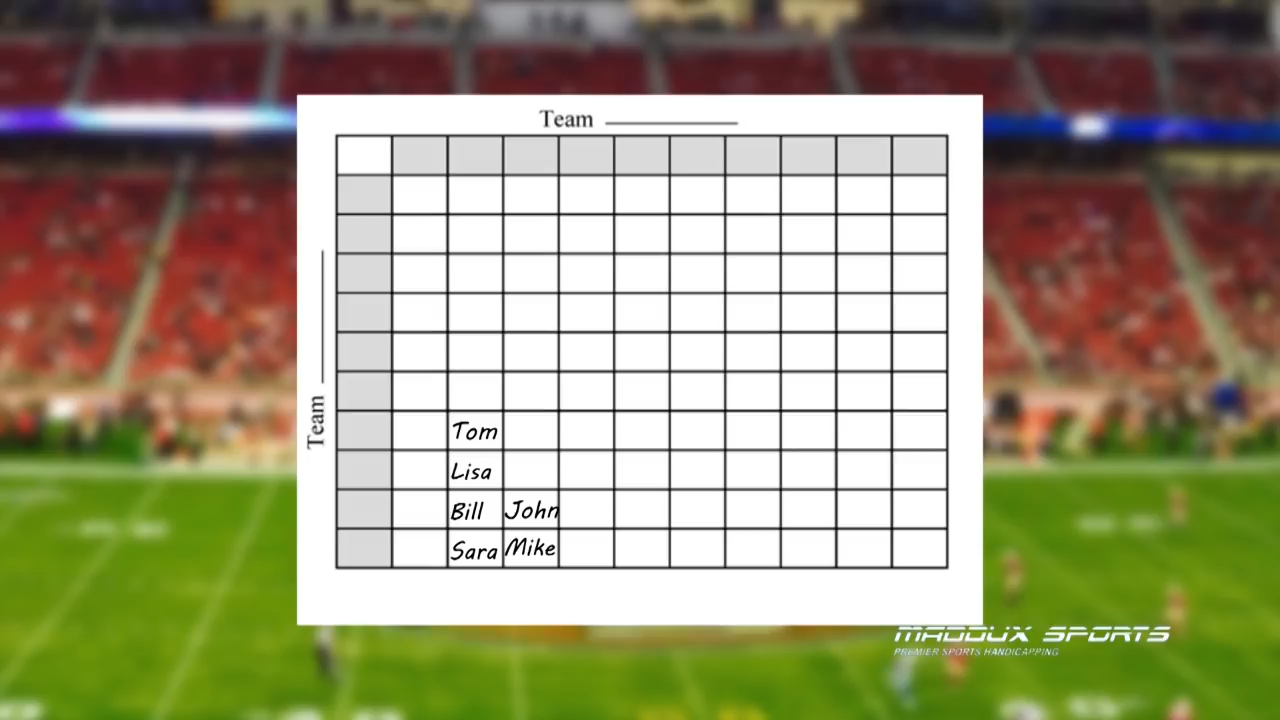 Team
Team
Tom
Lisa
Bill John
Sara Mike
MADDUX SPORTS
PREMIER SPORTS HANDICAPPING